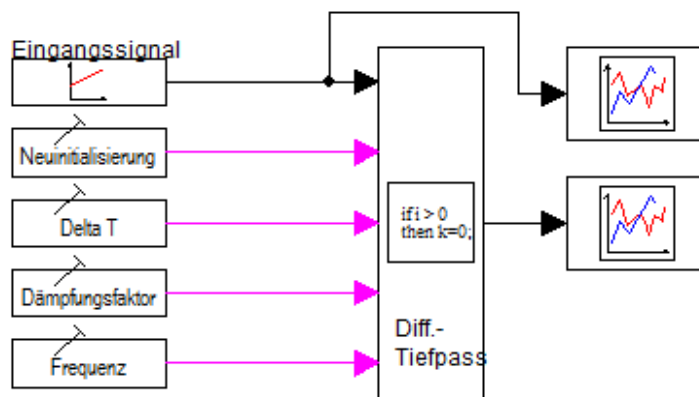 Eingangssignal
Neuinitialisierung
Delta T
Dämpfungsfaktor
Frequenz
if i > 0
then k=0;
Diff.-
Tiefpass